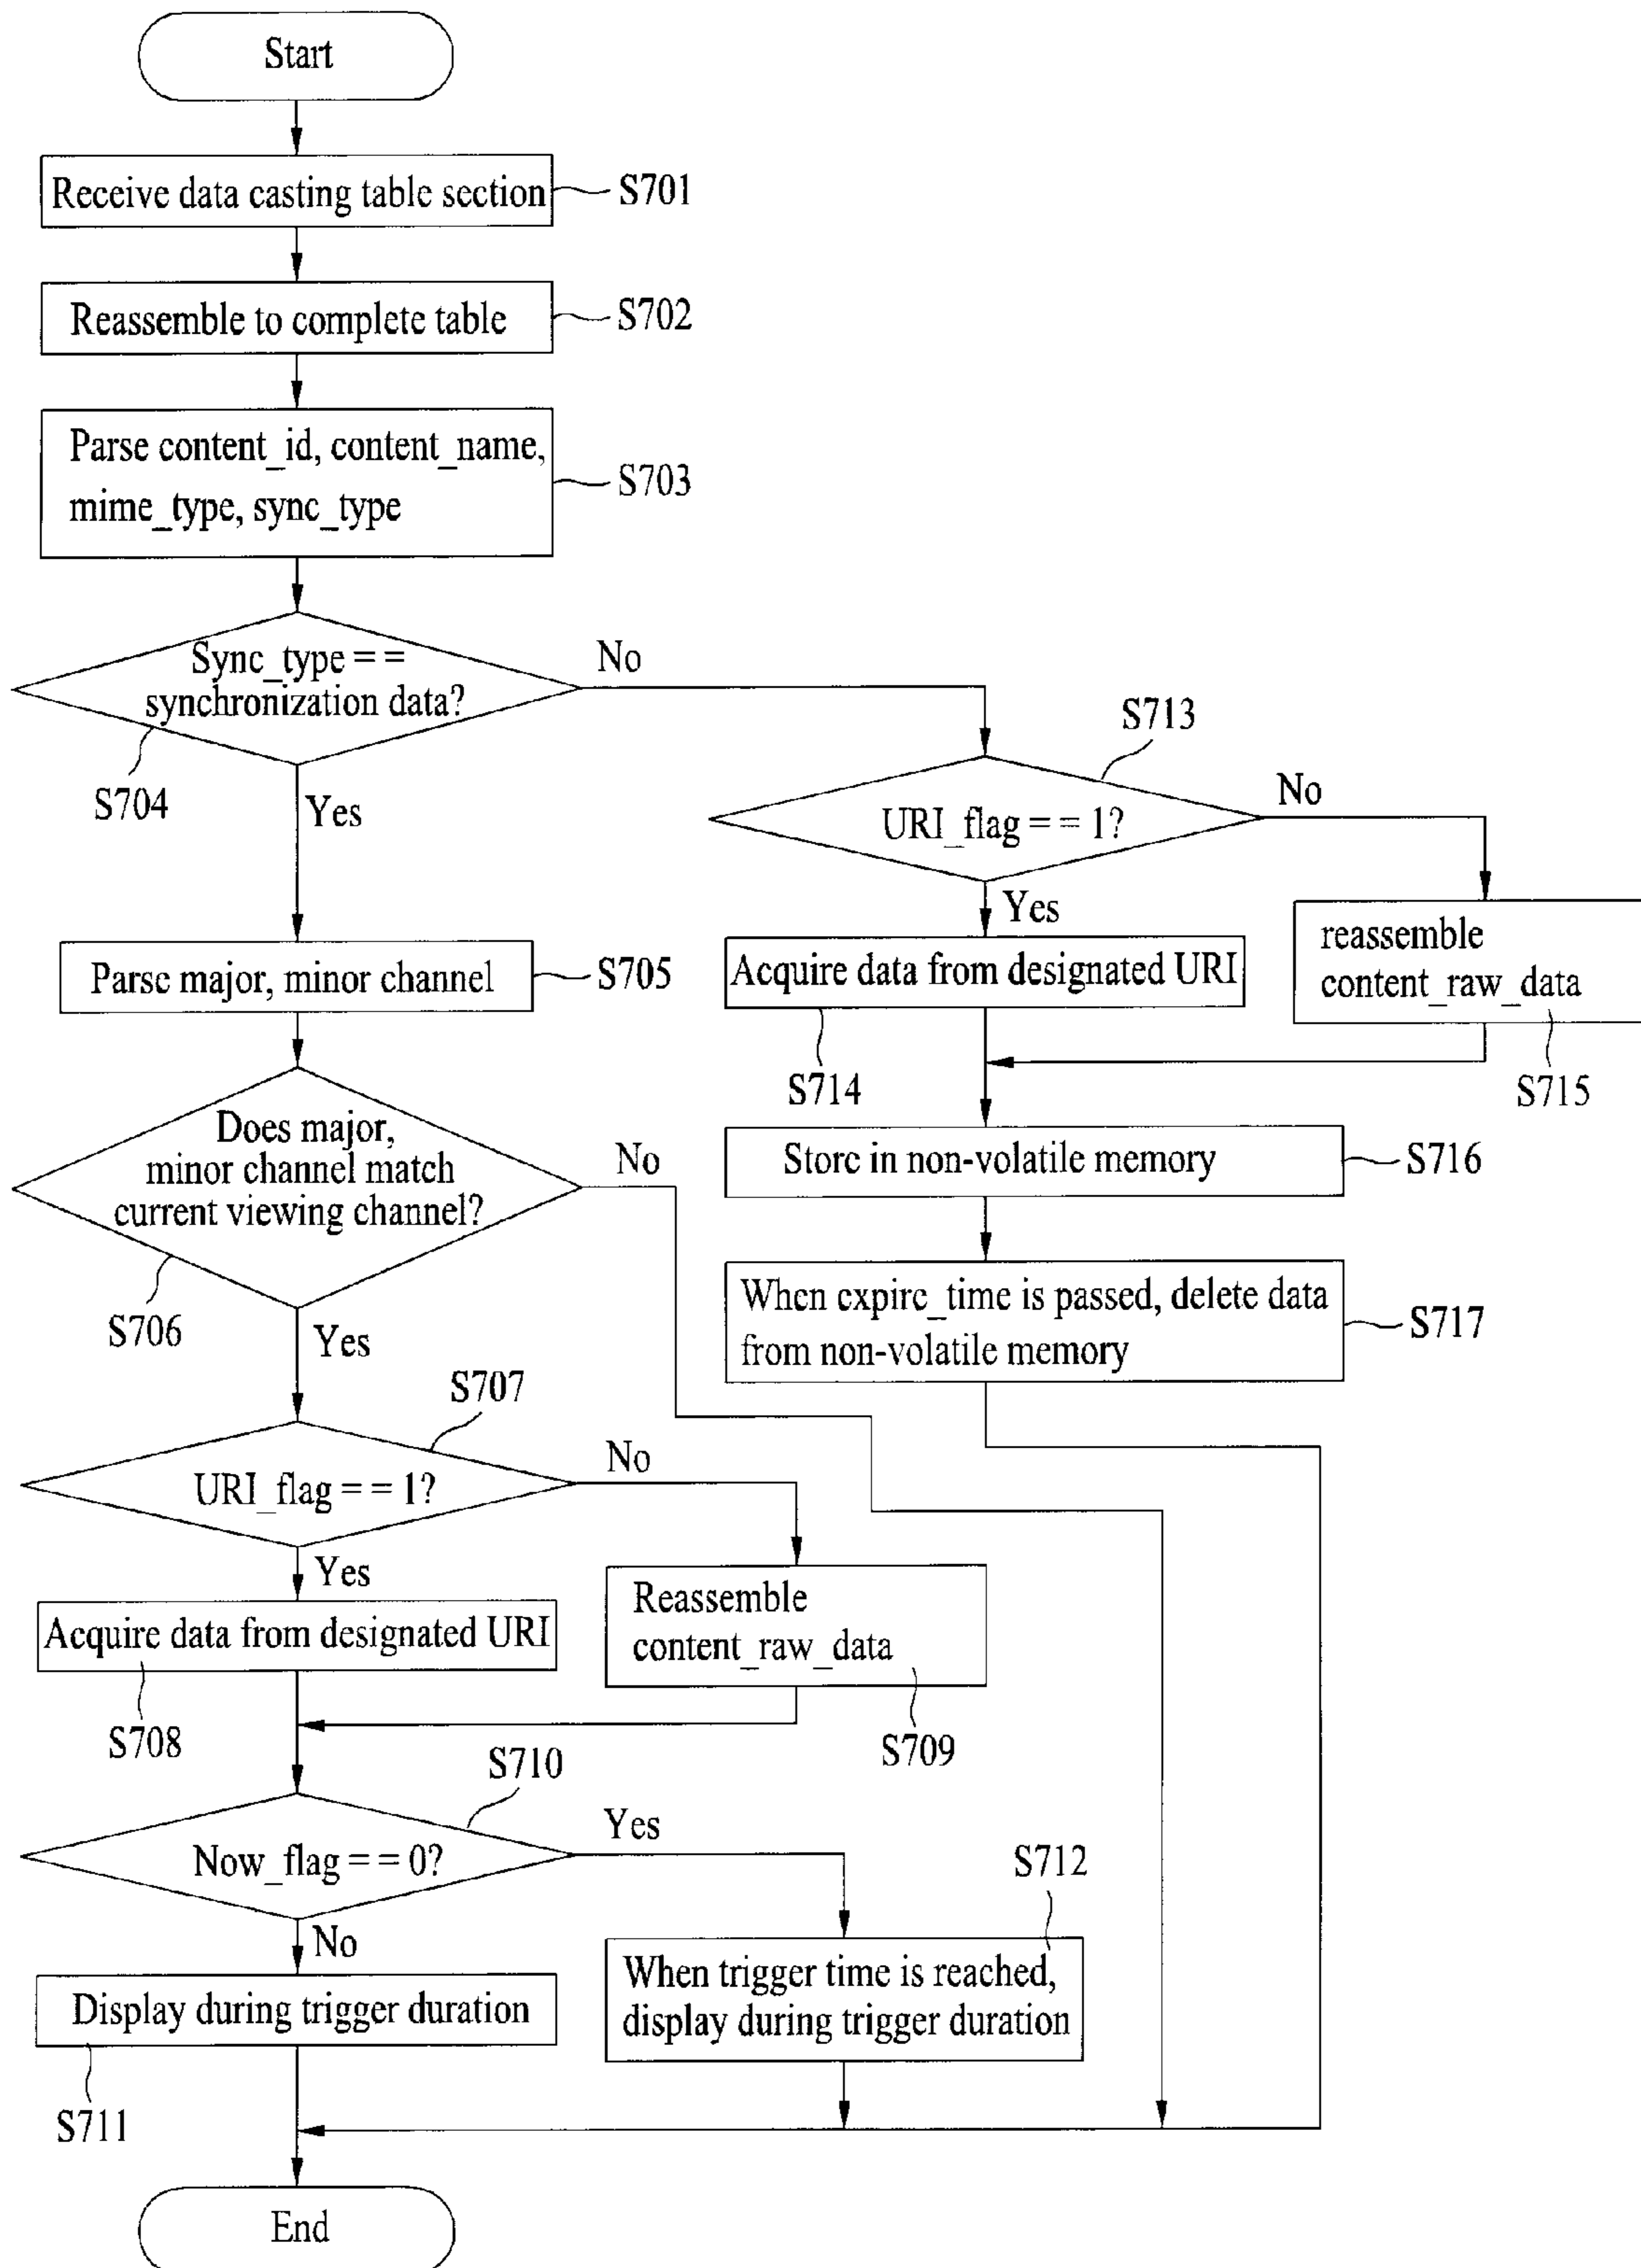 Start
Receive data casting table section
S701
Reassemble to complete table
S702
Parse content_id, content_name,
mime_type, sync_type
S703
Sync_type = =
synchronization data?
No
S704
Yes
S713
URI_flag = = 1?
No
Yes
Acquire data from designated URI
S714
reassemble
content_raw_data
S715
Parse major, minor channel
S705
Does major,
minor channel match
current viewing channel?
No
S706
Yes
Store in non-volatile memory
S716
When expire_time is passed, delete data
from non-volatile memory
S717
S707
URI_flag = = 1?
No
Yes
Acquire data from designated URI
S708
Reassemble
content_raw_data
S709
S710
Now_flag = = 0?
Yes
No
S712
When trigger time is reached,
display during trigger duration
Display during trigger duration
S711
End